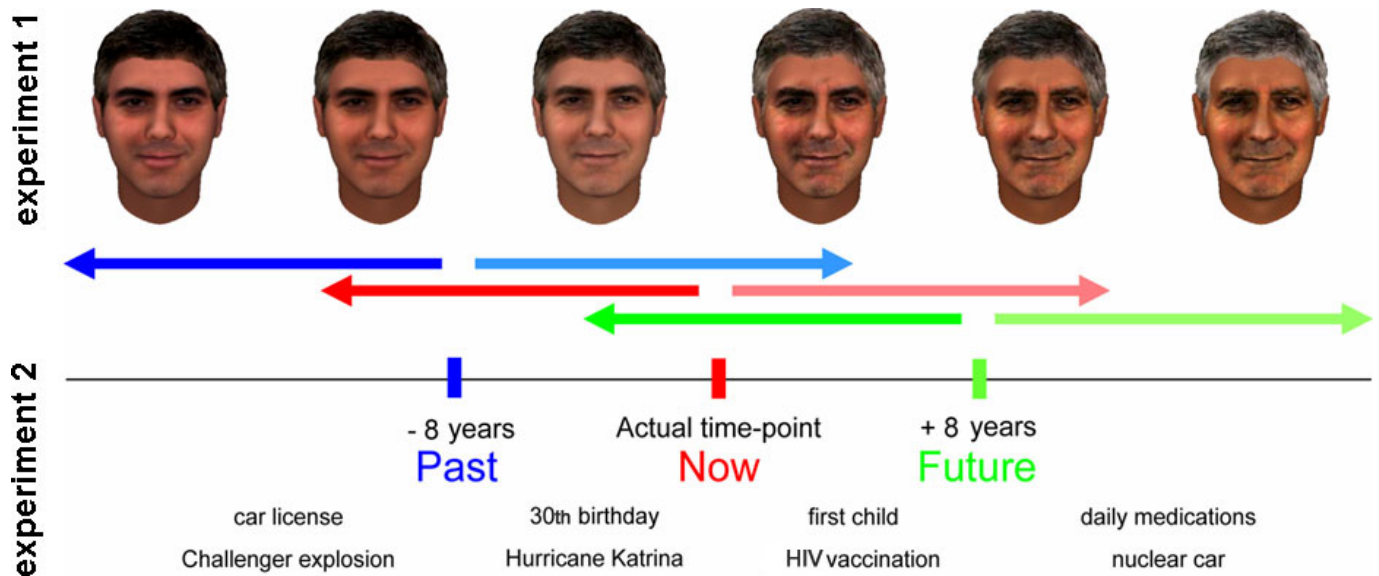 experiment 1
experiment 2
- 8 years
Actual time-point
+ 8 years
Past
Now
Future
car license
30th birthday
first child
daily medications
Challenger explosion
Hurricane Katrina
HIV vaccination
nuclear car